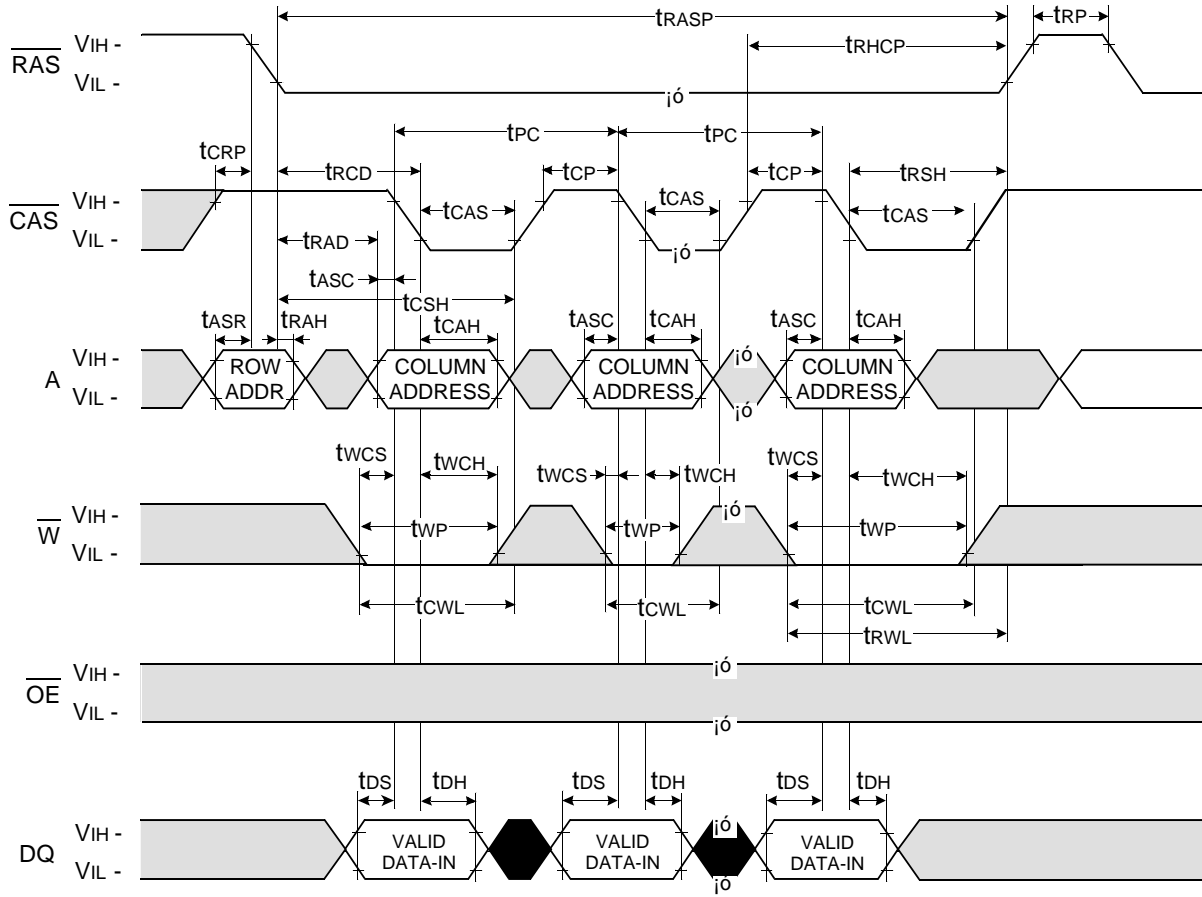 tRASP
tRP
tRHCP
RAS
VIH -
VIL -
¡ó
tPC
tPC
tCRP
tRCD
tCP
tCP
tRSH
CAS
VIH -
VIL -
tCAS
tCAS
tCAS
¡ó
tRAD
tASC
tCSH
tASR
tRAH
tCAH
tASC
tCAH
tASC
tCAH
A
VIH -
VIL -
ROW
ADDR
COLUMN
ADDRESS
COLUMN
ADDRESS
¡ó
¡ó
COLUMN
ADDRESS
tWCS
tWCH
tWCS
tWCH
tWCS
tWCH
W
VIH -
VIL -
tWP
tWP
¡ó
tWP
tCWL
tCWL
tCWL
tRWL
OE
VIH -
VIL -
¡ó
¡ó
tDS
tDH
tDS
tDH
tDS
tDH
DQ
VIH -
VIL -
VALID
DATA-IN
VALID
DATA-IN
¡ó
¡ó
VALID
DATA-IN